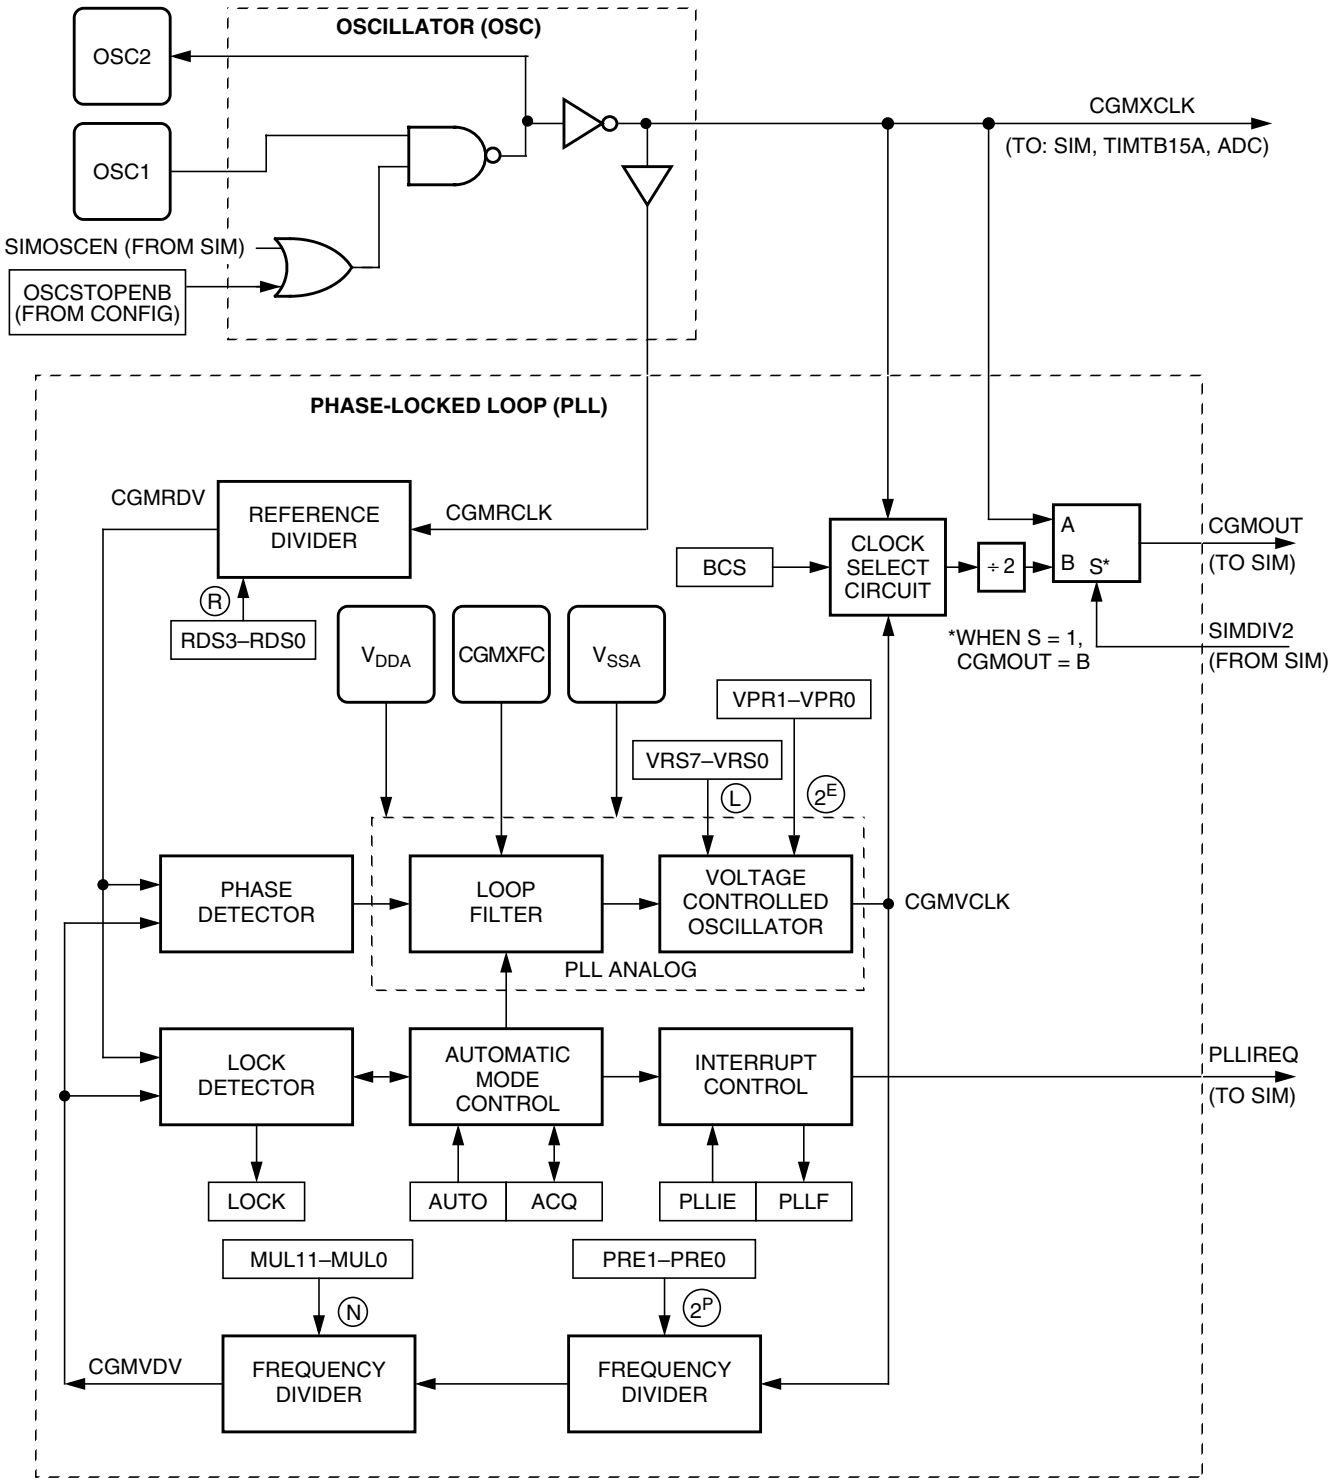 OSCILLATOR (OSC)
OSC2
OSC1
CGMXCLK
(TO: SIM, TIMTB15A, ADC)
SIMOSCEN (FROM SIM)
OSCSTOPENB
(FROM CONFIG)
PHASE-LOCKED LOOP (PLL)
CGMRDV
REFERENCE
DIVIDER
CGMRCLK
R
RDS3–RDS0
BCS
CLOCK
SELECT
CIRCUIT
÷ 2
A
B
S*
CGMOUT
(TO SIM)
*WHEN S = 1,
CGMOUT = B
SIMDIV2
(FROM SIM)
VDDA
CGMXFC
VSSA
VPR1–VPR0
VRS7–VRS0
L
2E
PHASE
DETECTOR
LOOP
FILTER
VOLTAGE
CONTROLLED
OSCILLATOR
CGMVCLK
PLL ANALOG
LOCK
DETECTOR
AUTOMATIC
MODE
CONTROL
INTERRUPT
CONTROL
PLLIREQ
(TO SIM)
LOCK
AUTO
ACQ
PLLIE
PLLF
MUL11–MUL0
PRE1–PRE0
N
2P
CGMVDV
FREQUENCY
DIVIDER
FREQUENCY
DIVIDER